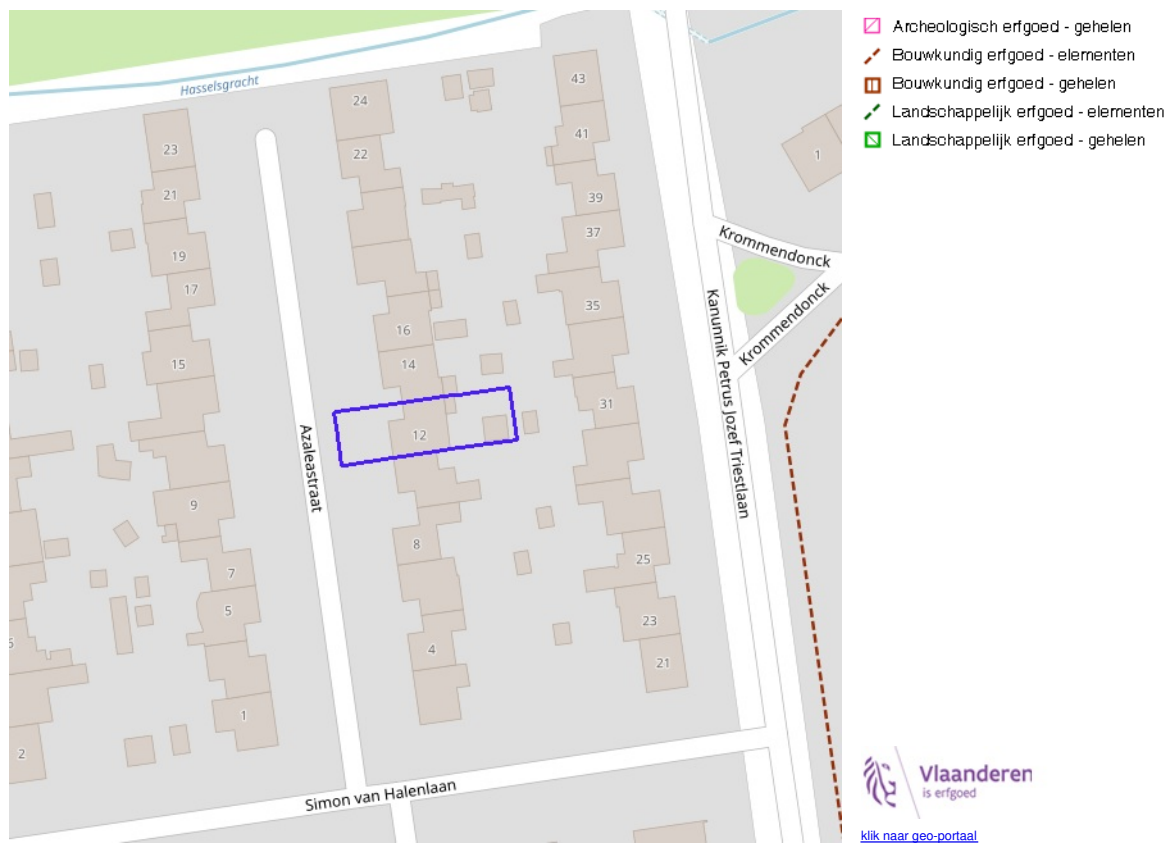 Hasselsgracht
24
22
16
14
12
8
4
43
41
39
37
35
31
25
23
21
23
21
19
17
15
9
7
5
1
2
1
Azaleastraat
Kanunnik Petrus Jozef Triestlaan
Krommendonck
Krommendonck
Simon van Halenlaan
Archeologisch erfgoed - gehelen
Bouwkundig erfgoed - elementen
Bouwkundig erfgoed - gehelen
Landschappelijk erfgoed - elementen
Landschappelijk erfgoed - gehelen
Vlaanderen
is erfgoed
klik naar geo-portaal